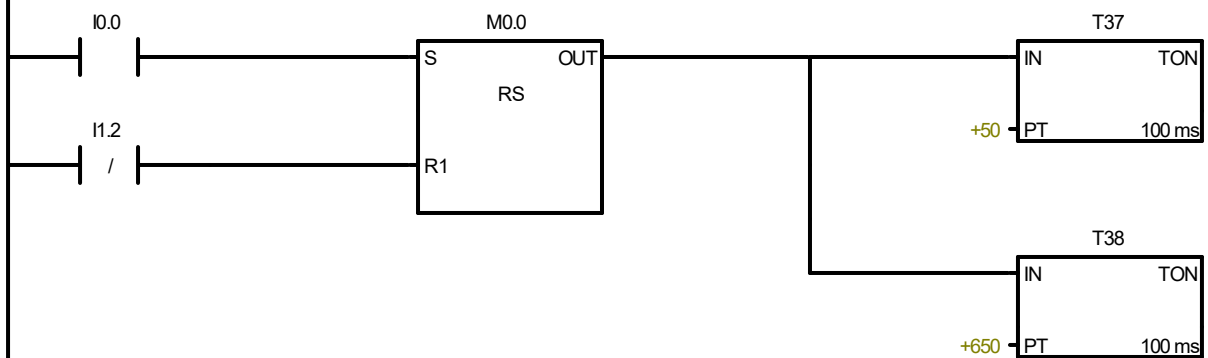 I0.0
M0.0
T37
S OUT
IN TON
RS
I1.2
/
+50 PT 100 ms
R1
T38
IN TON
+650 PT 100 ms